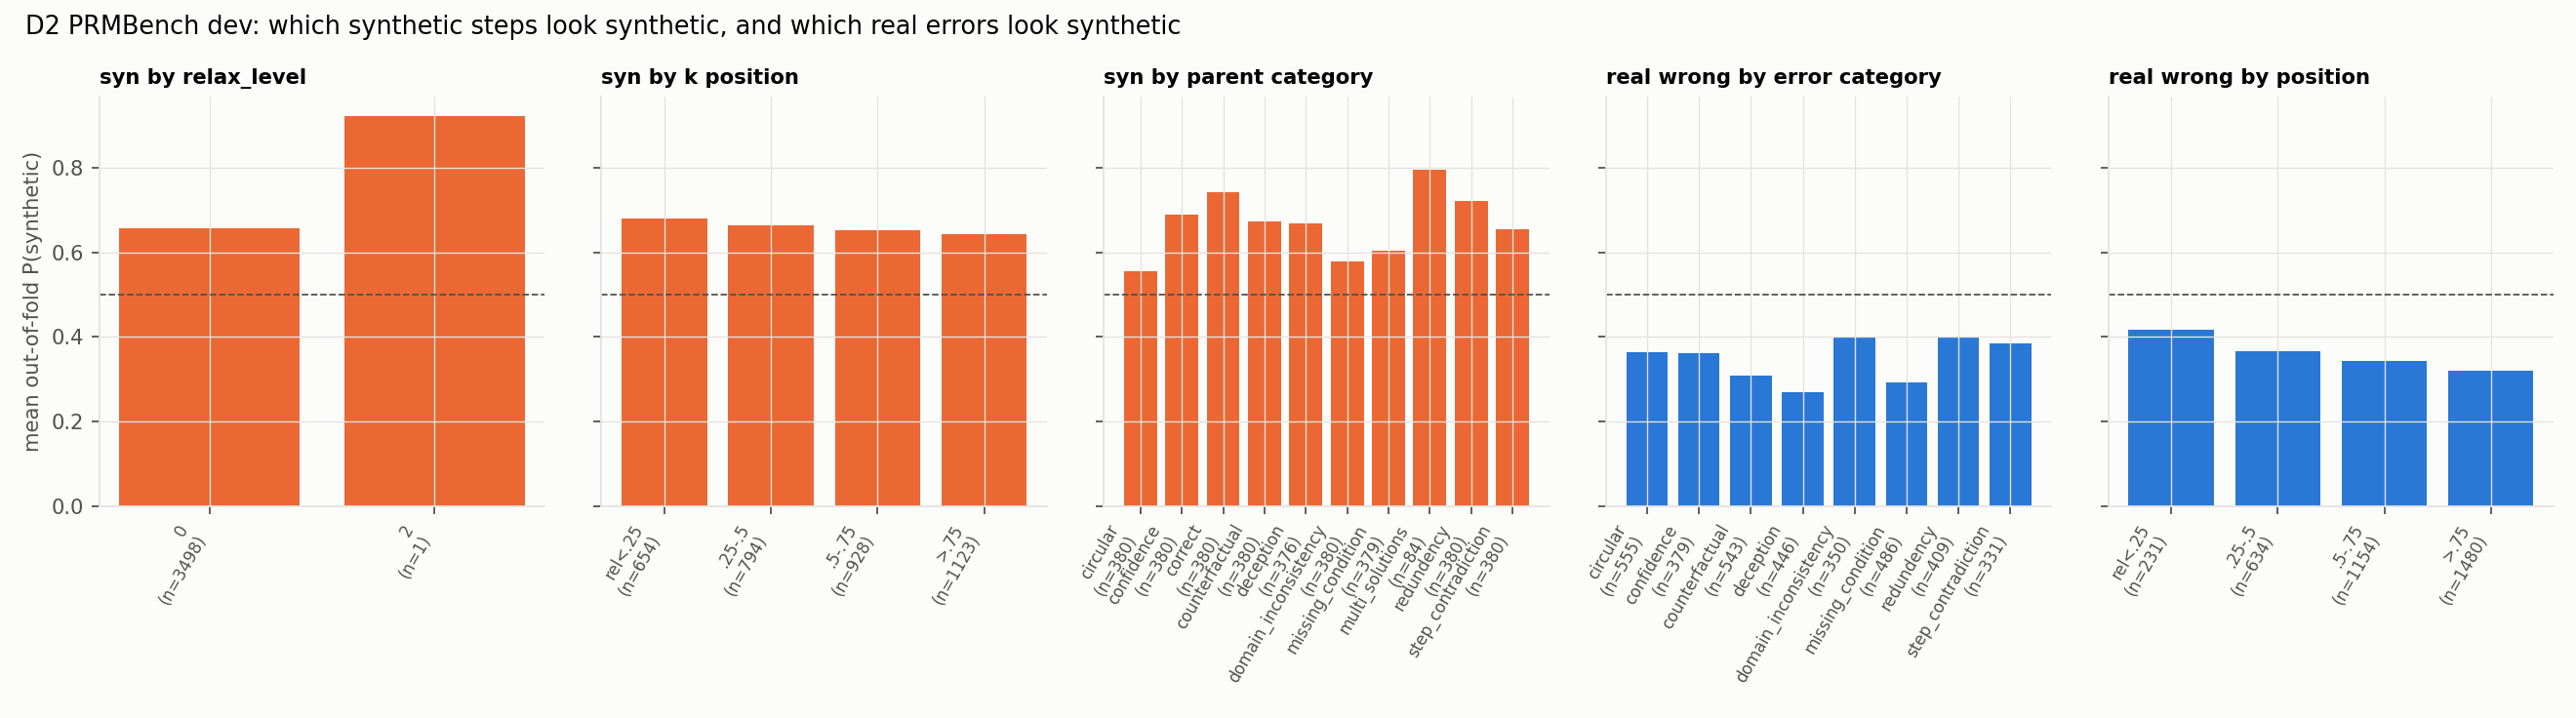 D2 PRMBench dev: which synthetic steps look synthetic, and which real errors look synthetic
syn by relax_level
mean out-of-fold P(synthetic)
0.8
0.6
0.4
0.2
0.0
0
(n=3498)
2
(n=1)
syn by k position
rel<.25
(n=654)
.25-.5
(n=794)
.5-.75
(n=928)
>.75
(n=1123)
syn by parent category
circular
(n=380)
confidence
(n=380)
correct
(n=380)
counterfactual
(n=380)
deception
(n=376)
domain_inconsistency
(n=380)
missing_condition
(n=379)
multi_solutions
(n=84)
redundency
(n=380)
step_contradiction
(n=380)
real wrong by error category
circular
(n=555)
confidence
(n=379)
counterfactual
(n=543)
deception
(n=446)
domain_inconsistency
(n=350)
missing_condition
(n=486)
redundency
(n=409)
step_contradiction
(n=331)
real wrong by position
rel<.25
(n=231)
.25-.5
(n=634)
.5-.75
(n=1154)
>.75
(n=1480)